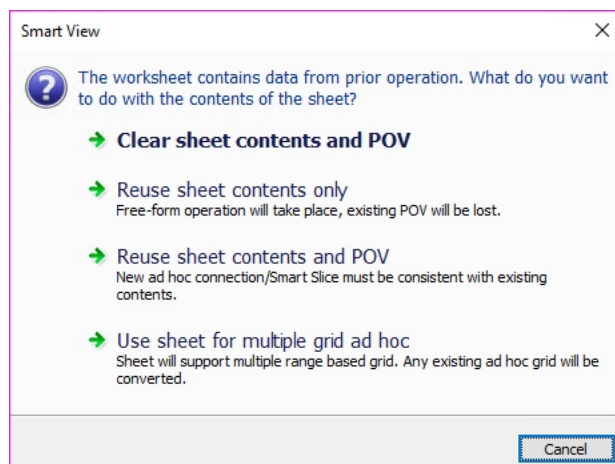 Smart View
The worksheet contains data from prior operation. What do you want
to do with the contents of the sheet?
Clear sheet contents and POV
Reuse sheet contents only
Free-form operation will take place, existing POV will be lost.
Reuse sheet contents and POV
New ad hoc connection/Smart Slice must be consistent with existing
contents.
Use sheet for multiple grid ad hoc
Sheet will support multiple range based grid. Any existing ad hoc grid will be
converted.
Cancel